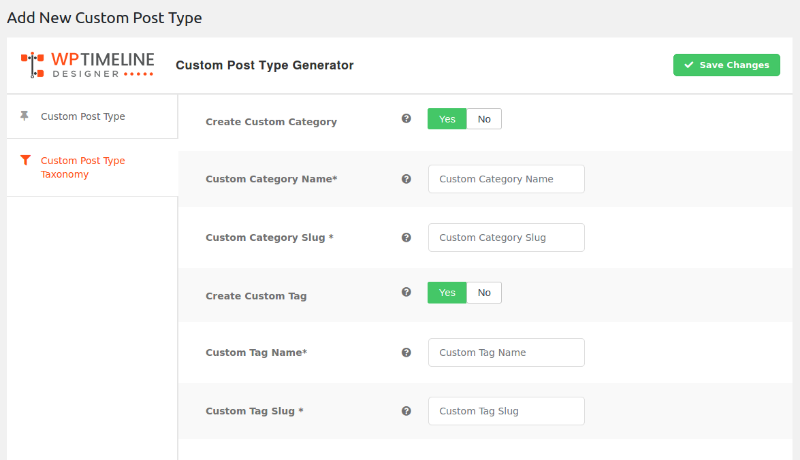 Add New Custom Post Type
WPTIMELINE
DESIGNER
Custom Post Type Generator
Save Changes
Custom Post Type
Custom Post Type
Taxonomy
Create Custom Category
Yes No
Custom Category Name*
Custom Category Name
Custom Category Slug *
Custom Category Slug
Create Custom Tag
Yes No
Custom Tag Name*
Custom Tag Name
Custom Tag Slug *
Custom Tag Slug